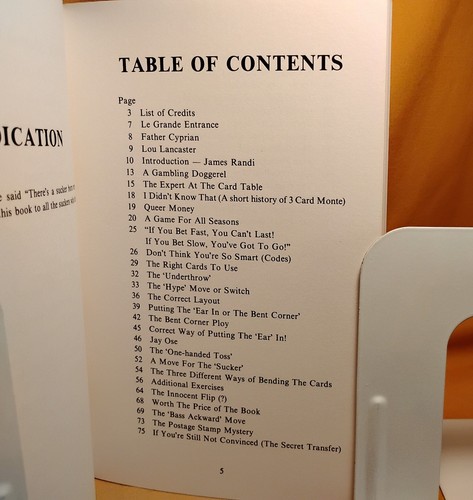 DICATION
said "There's a sucker
his book to all the
TABLE OF CONTENTS
Page
3 List of Credits
7 Le Grande Entrance
8 Father Cyprian
9 Lou Lancaster
10 Introduction — James Randi
13 A Gambling Doggerel
15 The Expert At The Card Table
18 I Didn't Know That (A short history of 3 Card Monte)
19 Queer Money
20 A Game For All Seasons
25 "If You Bet Fast, You Can't Last!
If You Bet Slow, You've Got To Go!"
26 Don't Think You're So Smart (Codes)
29 The Right Cards To Use
32 The 'Underthrow'
33 The 'Hype' Move or Switch
36 The Correct Layout
39 Putting The 'Ear In or The Bent Corner'
42 The Bent Corner Ploy
45 Correct Way of Putting The 'Ear' In!
46 Jay Ose
50 The 'One-handed Toss'
52 A Move For The 'Sucker'
54 The Three Different Ways of Bending The Cards
56 Additional Exercises
64 The Innocent Flip (?)
68 Worth The Price of The Book
69 The 'Bass Ackward' Move
73 The Postage Stamp Mystery
75 If You're Still Not Convinced (The Secret Transfer)
5